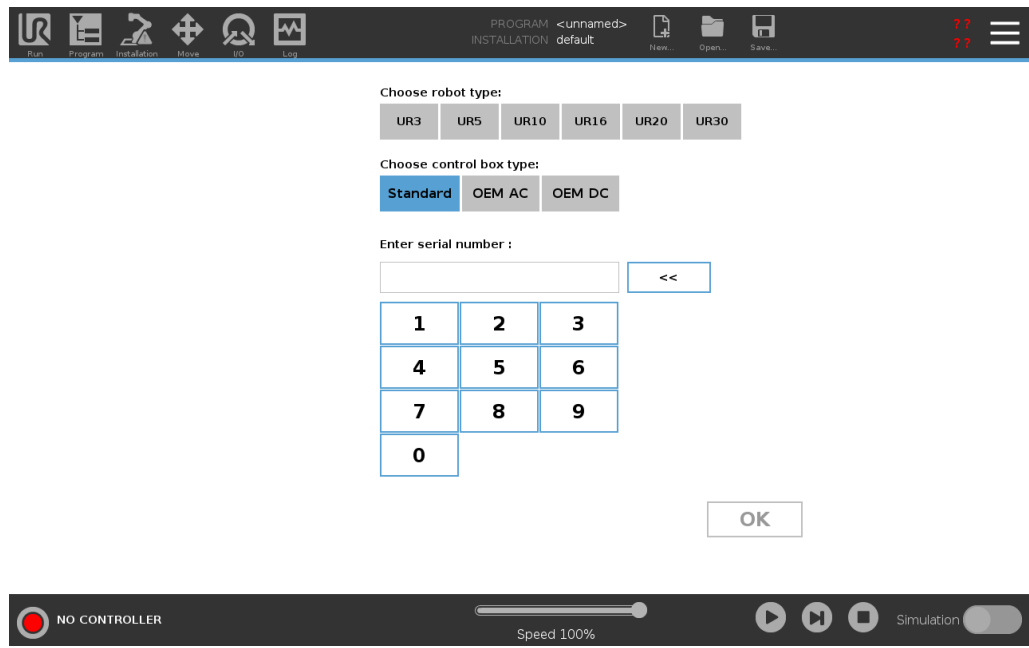 UR
PROGRAM <unnamed>
INSTALLATION default
? ?
? ?
Run Program Installation Move I/O Log New... Open... Save...
Choose robot type:
UR3 UR5 UR10 UR16 UR20 UR30
Choose control box type:
Standard OEM AC OEM DC
Enter serial number :
<<
1 2 3
4 5 6
7 8 9
0
OK
NO CONTROLLER
Speed 100%
Simulation